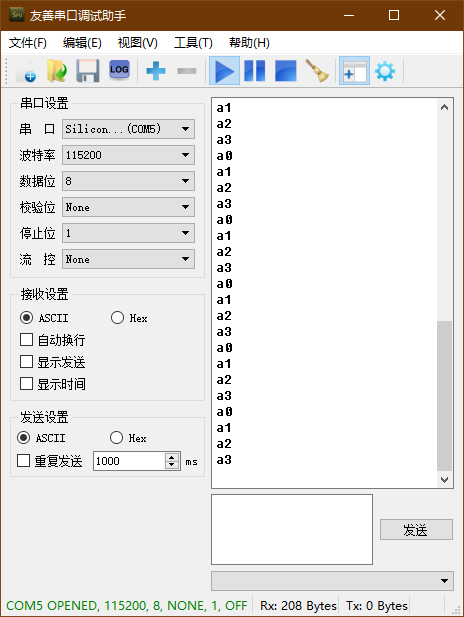 友善串口调试助手
文件(F) 编辑(E) 视图(V) 工具(T) 帮助(H)
LOG
串口设置
串 口 Silicon...(COM5)
波特率 115200
数据位 8
校验位 None
停止位 1
流 控 None
接收设置
ASCII Hex
自动换行
显示发送
显示时间
发送设置
ASCII Hex
重复发送 1000 ms
a1
a2
a3
a0
a1
a2
a3
a0
a1
a2
a3
a0
a1
a2
a3
a0
a1
a2
a3
a0
a1
a2
a3
发送
COM5 OPENED, 115200, 8, NONE, 1, OFF Rx: 208 Bytes Tx: 0 Bytes